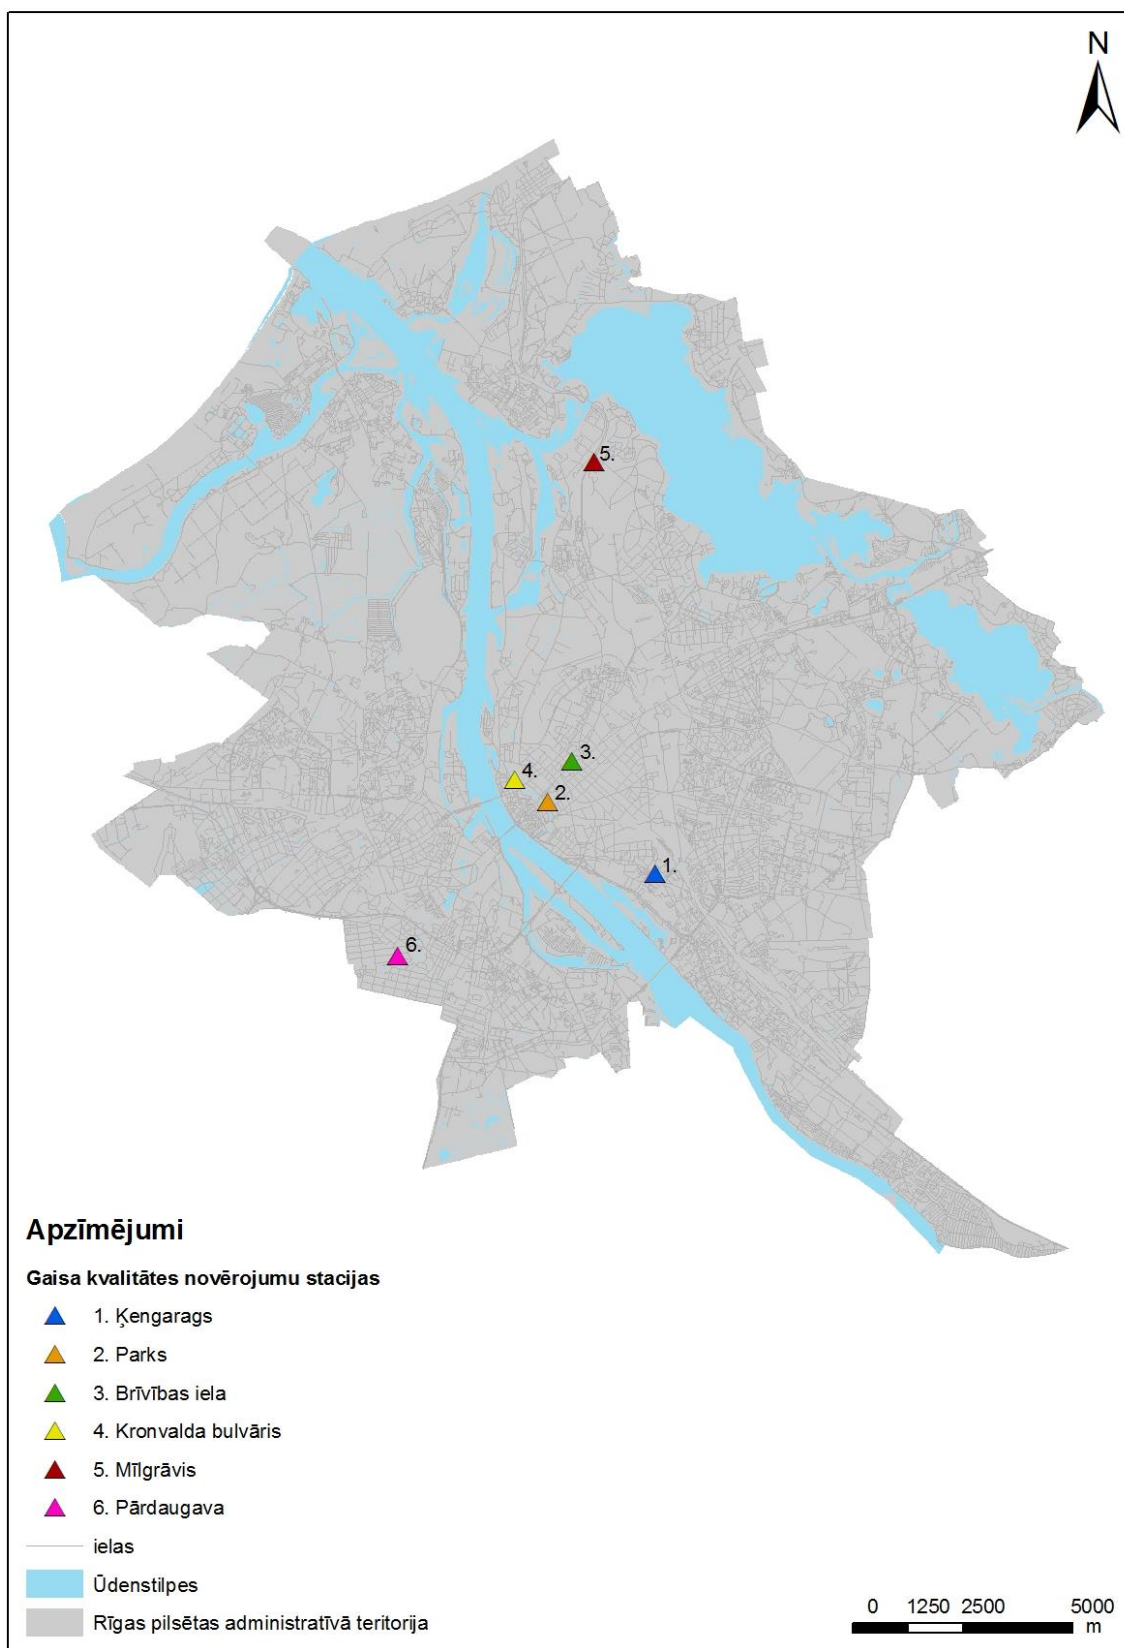 N
5.
3.
4.
2.
1.
6.
Apzīmējumi
Gaisa kvalitātes novērojumu stacijas
1. Ķengarags
2. Parks
3. Brīvības iela
4. Kronvalda bulvāris
5. Mīlgrāvis
6. Pārdaugava
ielas
Ūdenstilpes
Rīgas pilsētas administratīvā teritorija
0 1250 2500 5000
m